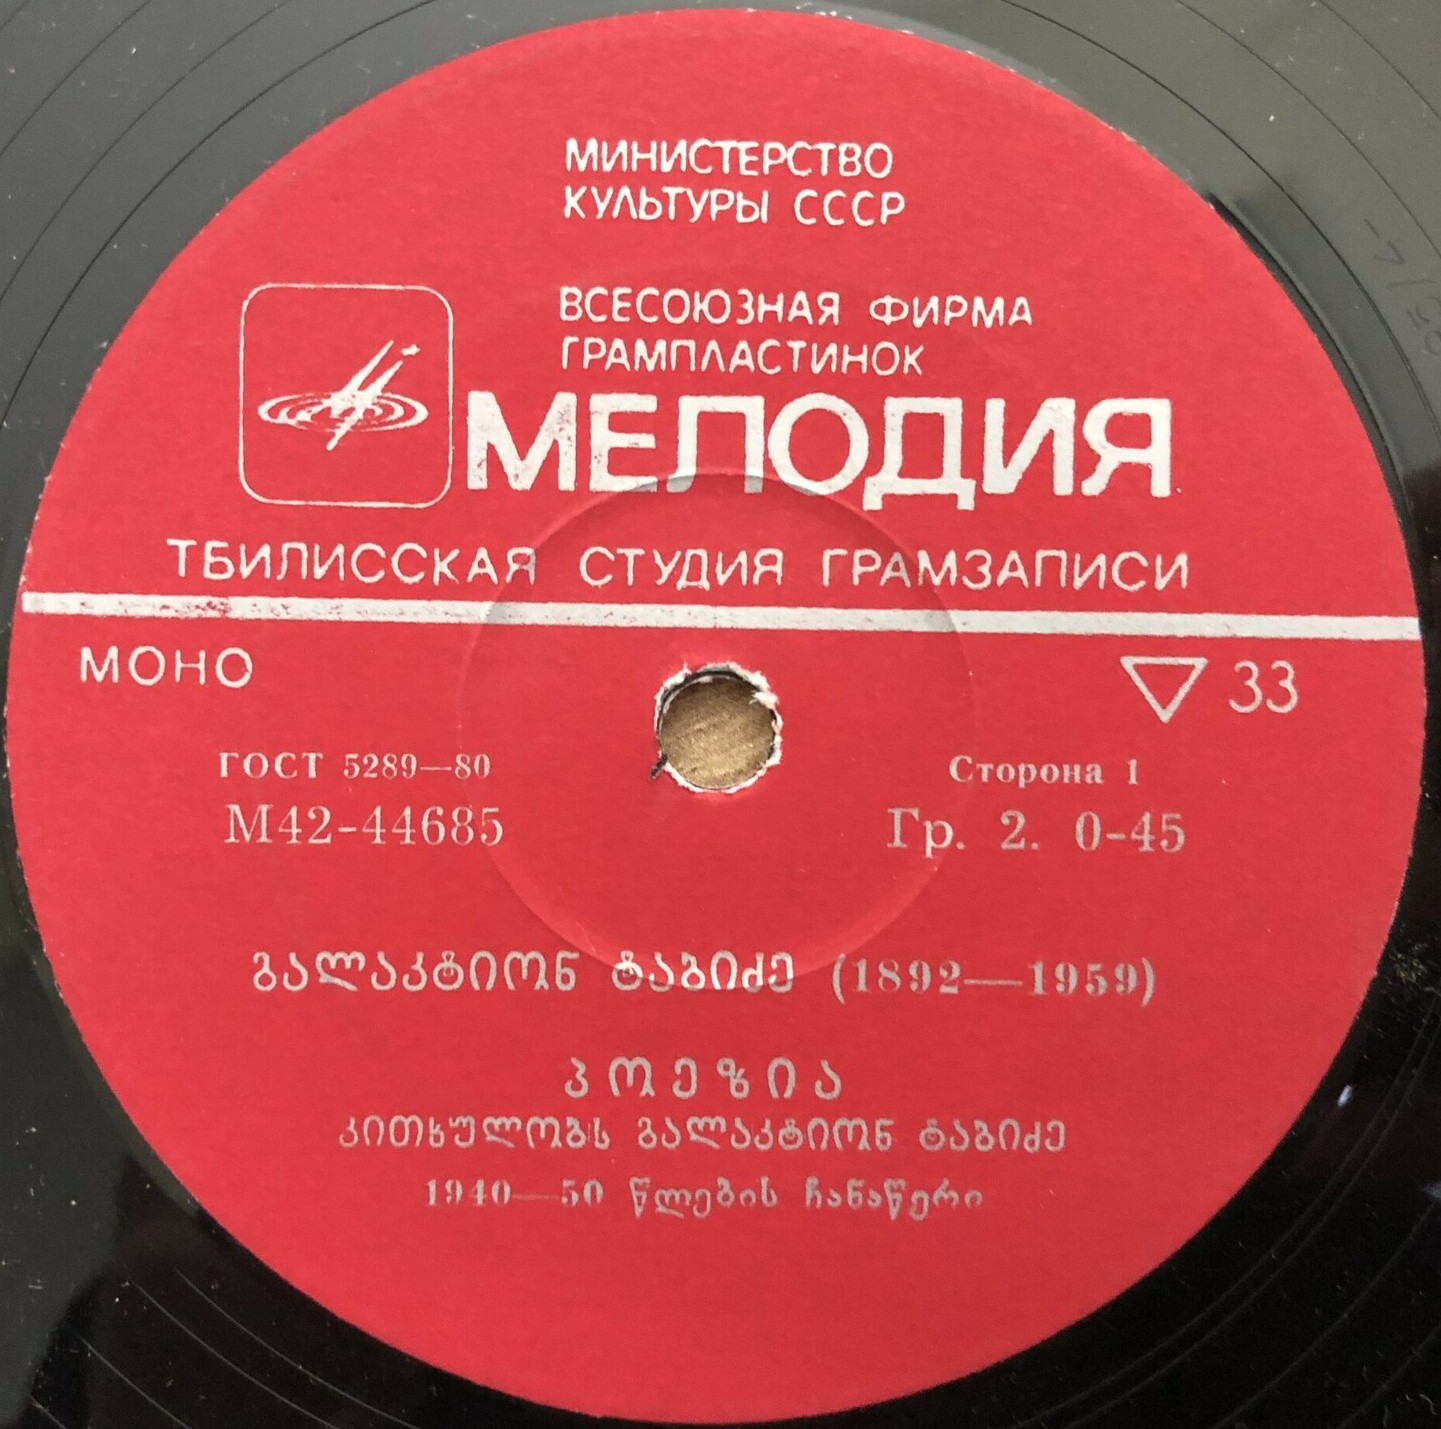 МИНИСТЕРСТВО
КУЛЬТУРЫ СССР
ВСЕСОЮЗНАЯ ФИРМА
ГРАМПЛАСТИНОК
МЕЛОДИЯ
ТБИЛИССКАЯ СТУДИЯ ГРАМЗАПИСИ
МОНО
33
ГОСТ 5289—80
Сторона 1
М42-44685
Гр. 2. 0-45
გალაკტიონ ტაბიძე (1892—1959)
პოეზია
კითხულობს გალაკტიონ ტაბიძე
1940—50 წლების ჩანაწერი